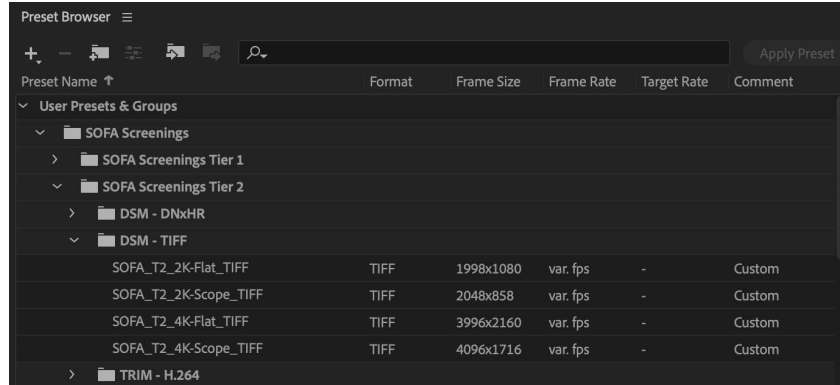 Preset Browser
Apply Preset
Preset Name Format Frame Size Frame Rate Target Rate Comment
User Presets & Groups
SOFA Screenings
SOFA Screenings Tier 1
SOFA Screenings Tier 2
DSM - DNxHR
DSM - TIFF
SOFA_T2_2K-Flat_TIFF TIFF 1998x1080 var. fps - Custom
SOFA_T2_2K-Scope_TIFF TIFF 2048x858 var. fps - Custom
SOFA_T2_4K-Flat_TIFF TIFF 3996x2160 var. fps - Custom
SOFA_T2_4K-Scope_TIFF TIFF 4096x1716 var. fps - Custom
TRIM - H.264